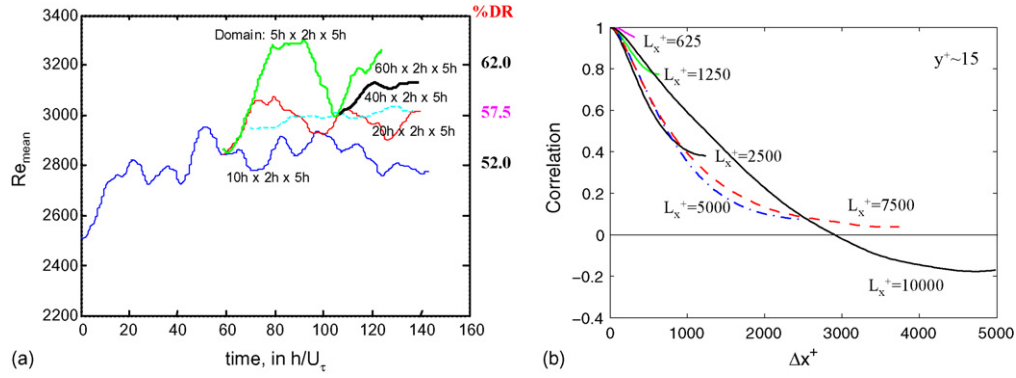 %DR
3400
Domain: 5h x 2h x 5h
3200
62.0
60h x 2h x 5h
40h x 2h x 5h
3000
57.5
20h x 2h x 5h
2800
52.0
10h x 2h x 5h
Re_mean
2600
2400
2200
0 20 40 60 80 100 120 140 160
(a)
time, in h/U_τ
1
L_x^+=625
y^+~15
0.8
L_x^+=1250
0.6
Correlation
0.4
L_x^+=2500
0.2
L_x^+=5000
L_x^+=7500
0
-0.2
L_x^+=10000
-0.4
0 1000 2000 3000 4000 5000
(b)
Δx^+